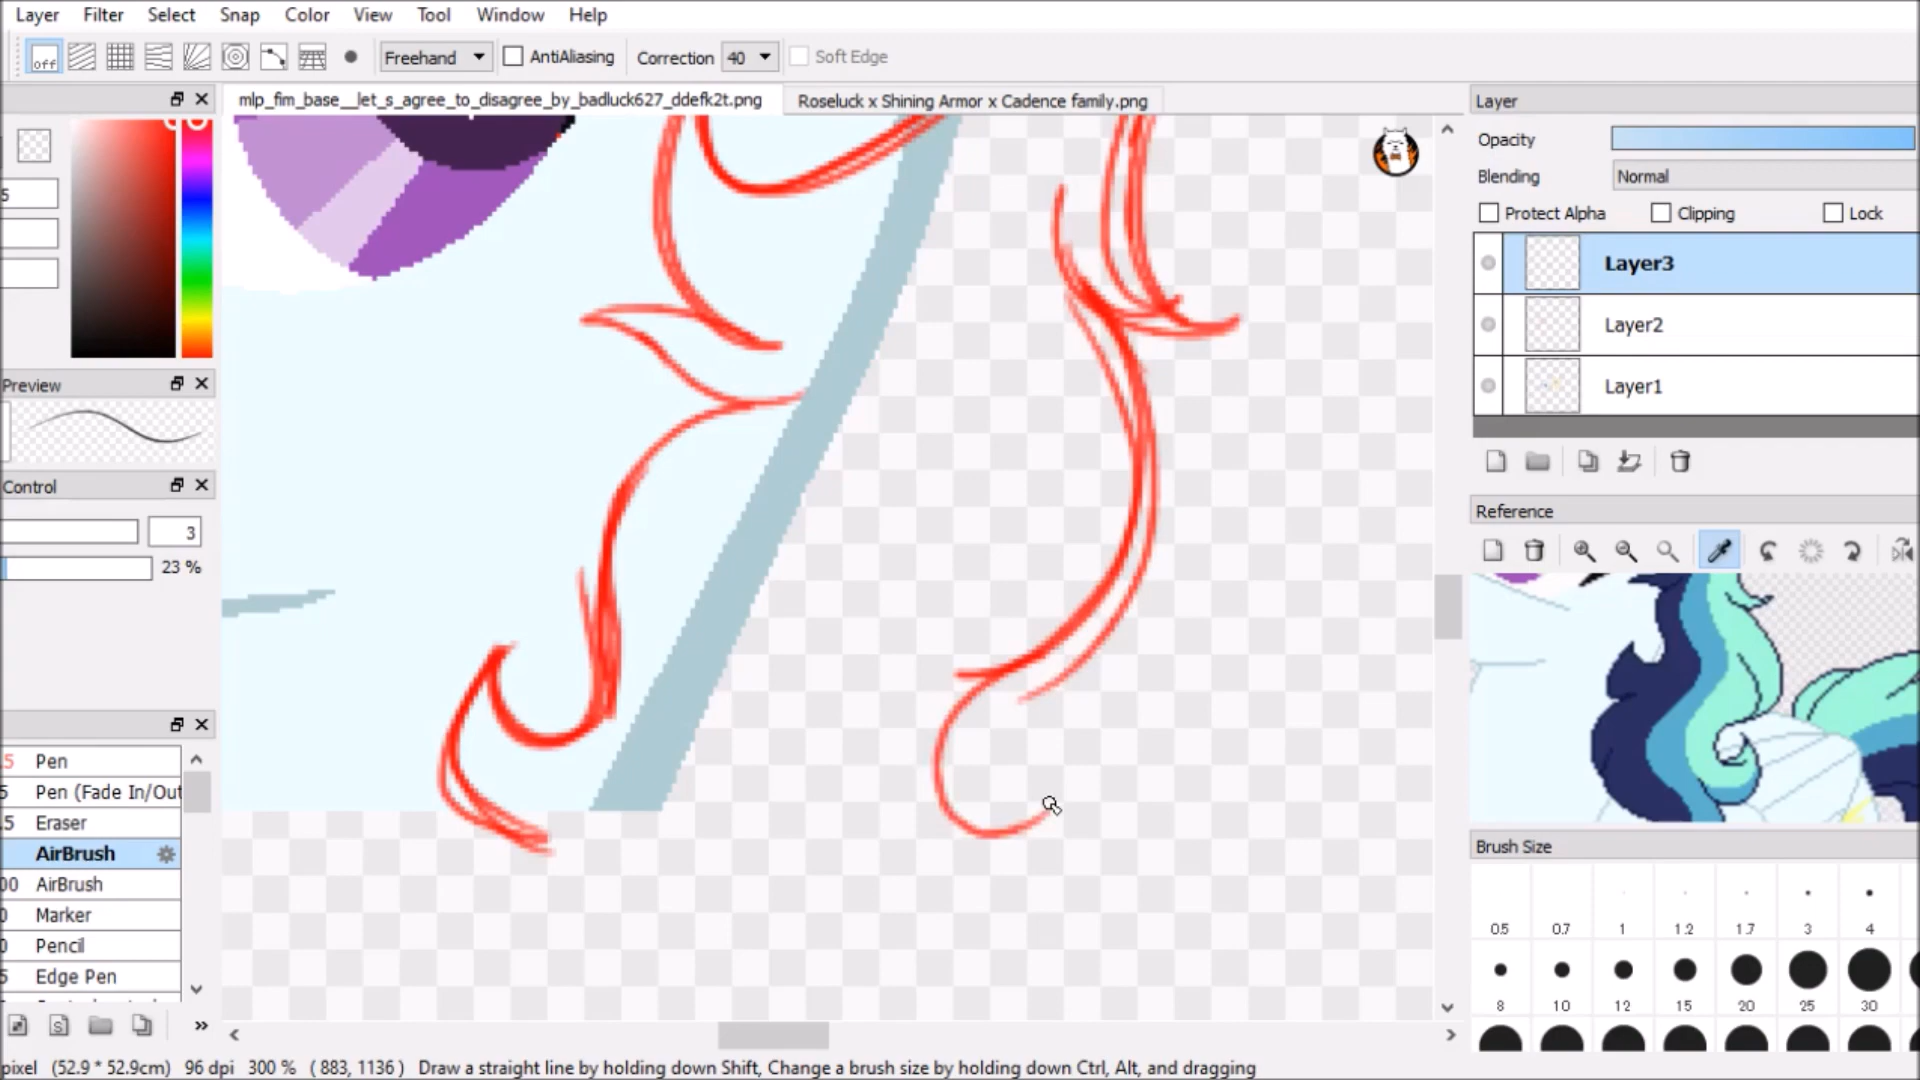 Layer Filter Select Snap Color View Tool Window Help
off Freehand AntiAliasing Correction 40 Soft Edge
mlp_fim_base__let_s_agree_to_disagree_by_badluck627_ddefk2t.png Roseluck x Shining Armor x Cadence family.png
5
Preview
Control
3
23 %
5 Pen
5 Pen (Fade In/Out
.5 Eraser
AirBrush
00 AirBrush
0 Marker
0 Pencil
5 Edge Pen
Layer
Opacity
Blending Normal
Protect Alpha Clipping Lock
Layer3
Layer2
Layer1
Reference
Brush Size
0.5 0.7 1 1.2 1.7 3 4
8 10 12 15 20 25 30
pixel (52.9 * 52.9cm) 96 dpi 300 % ( 883, 1136 ) Draw a straight line by holding down Shift, Change a brush size by holding down Ctrl, Alt, and dragging